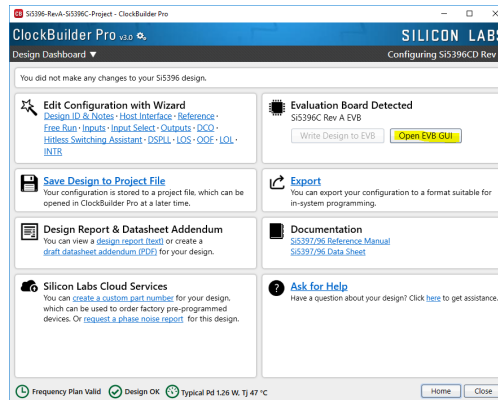 Si5396-RevA-Si5396C-Project - ClockBuilder Pro
ClockBuilder Pro v3.0
SILICON LABS
Design Dashboard ▼
Configuring Si5396CD Rev
You did not make any changes to your Si5396 design.
Edit Configuration with Wizard
Design ID & Notes · Host Interface · Reference ·
Free Run · Inputs · Input Select · Outputs · DCO ·
Hitless Switching Assistant · DSPLL · LOS · OOF · LOL ·
INTR
Evaluation Board Detected
Si5396C Rev A EVB
Write Design to EVB
Open EVB GUI
Save Design to Project File
Your configuration is stored to a project file, which can be
opened in ClockBuilder Pro at a later time.
Export
You can export your configuration to a format suitable for
in-system programming.
Design Report & Datasheet Addendum
You can view a design report (text) or create a
draft datasheet addendum (PDF) for your design.
Documentation
Si5397/96 Reference Manual
Si5397/96 Data Sheet
Silicon Labs Cloud Services
You can create a custom part number for your design,
which can be used to order factory pre-programmed
devices. Or request a phase noise report for this design.
Ask for Help
Have a question about your design? Click here to get assistance.
Frequency Plan Valid
Design OK
Typical Pd 1.26 W, Tj 47 °C
Home
Close